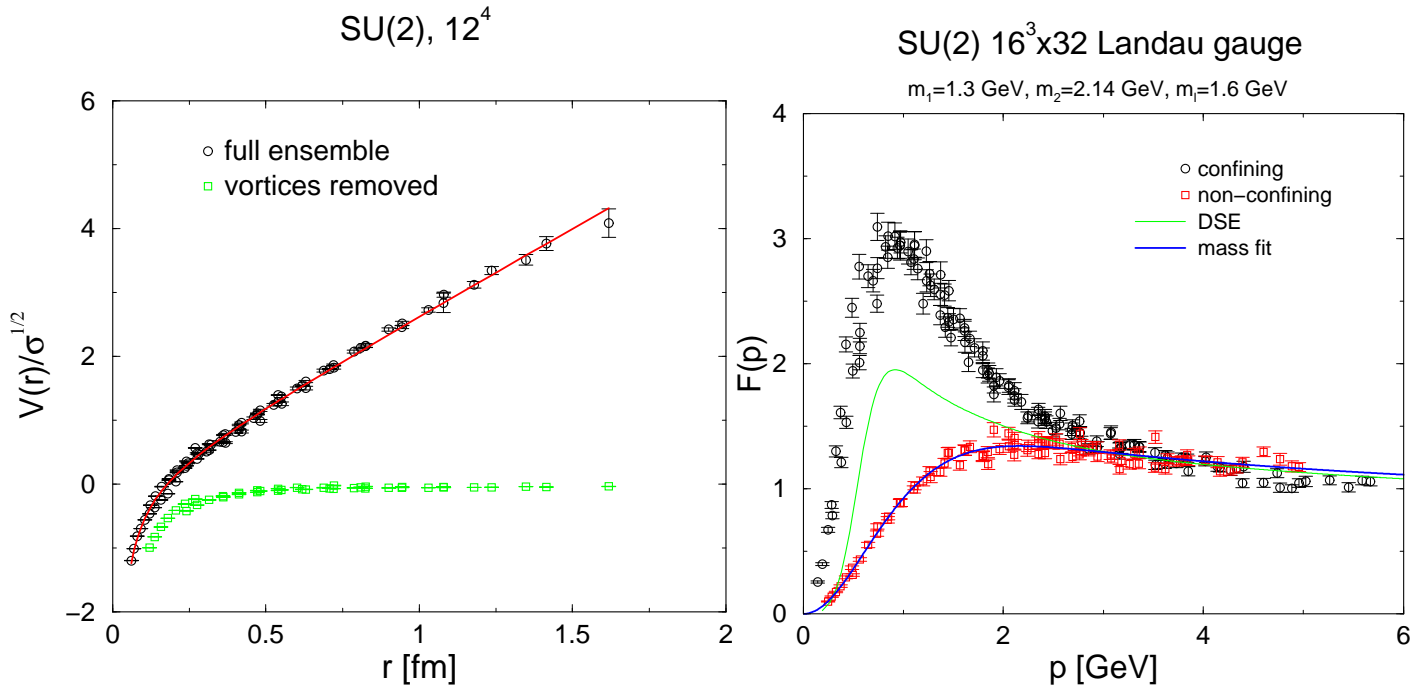 SU(2), 12^4
6
4
2
0
−2
V(r)/σ^1/2
full ensemble
vortices removed
0
0.5
1
1.5
2
r [fm]
SU(2) 16^3x32 Landau gauge
m_1=1.3 GeV, m_2=2.14 GeV, m_l=1.6 GeV
4
3
2
1
0
F(p)
confining
non−confining
DSE
mass fit
0
2
4
6
p [GeV]